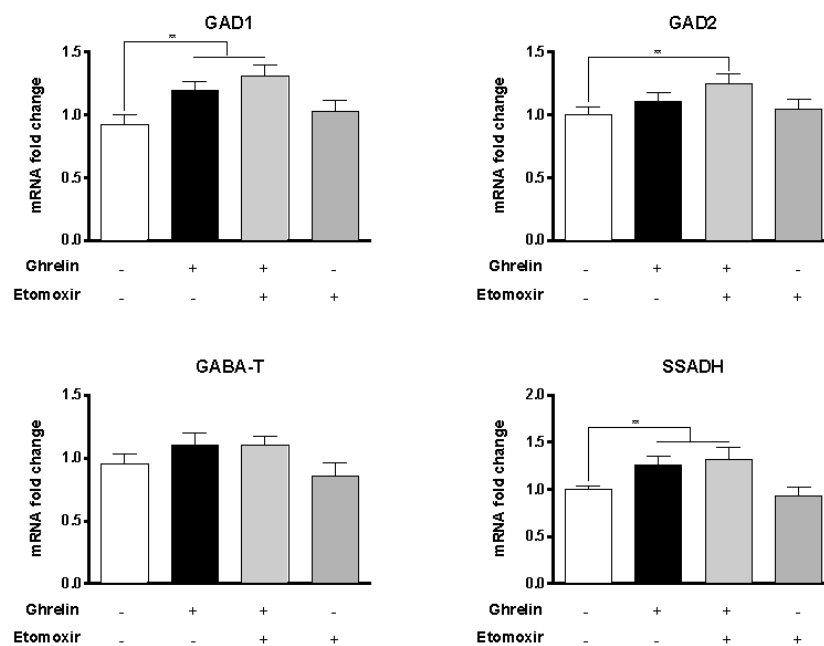 GAD1
mRNA fold change
1.5
1.0
0.5
0.0
Ghrelin - + + -
Etomoxir - - + +
GAD2
mRNA fold change
1.5
1.0
0.5
0.0
Ghrelin - + + -
Etomoxir - - + +
GABA-T
mRNA fold change
1.5
1.0
0.5
0.0
Ghrelin - + + -
Etomoxir - - + +
SSADH
mRNA fold change
2.0
1.5
1.0
0.5
0.0
Ghrelin - + + -
Etomoxir - - + +